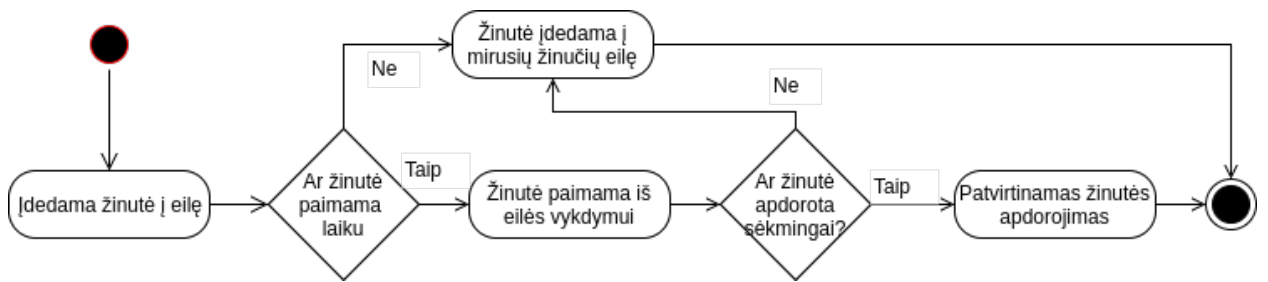 Žinutė įdedama į
mirusių žinučių eilę
Ne
Ne
Įdedama žinutė į eilę
Ar žinutė
paimama
laiku
Taip
Žinutė paimama iš
eilės vykdymui
Ar žinutė
apdorota
sėkmingai?
Taip
Patvirtinamas žinutės
apdorojimas